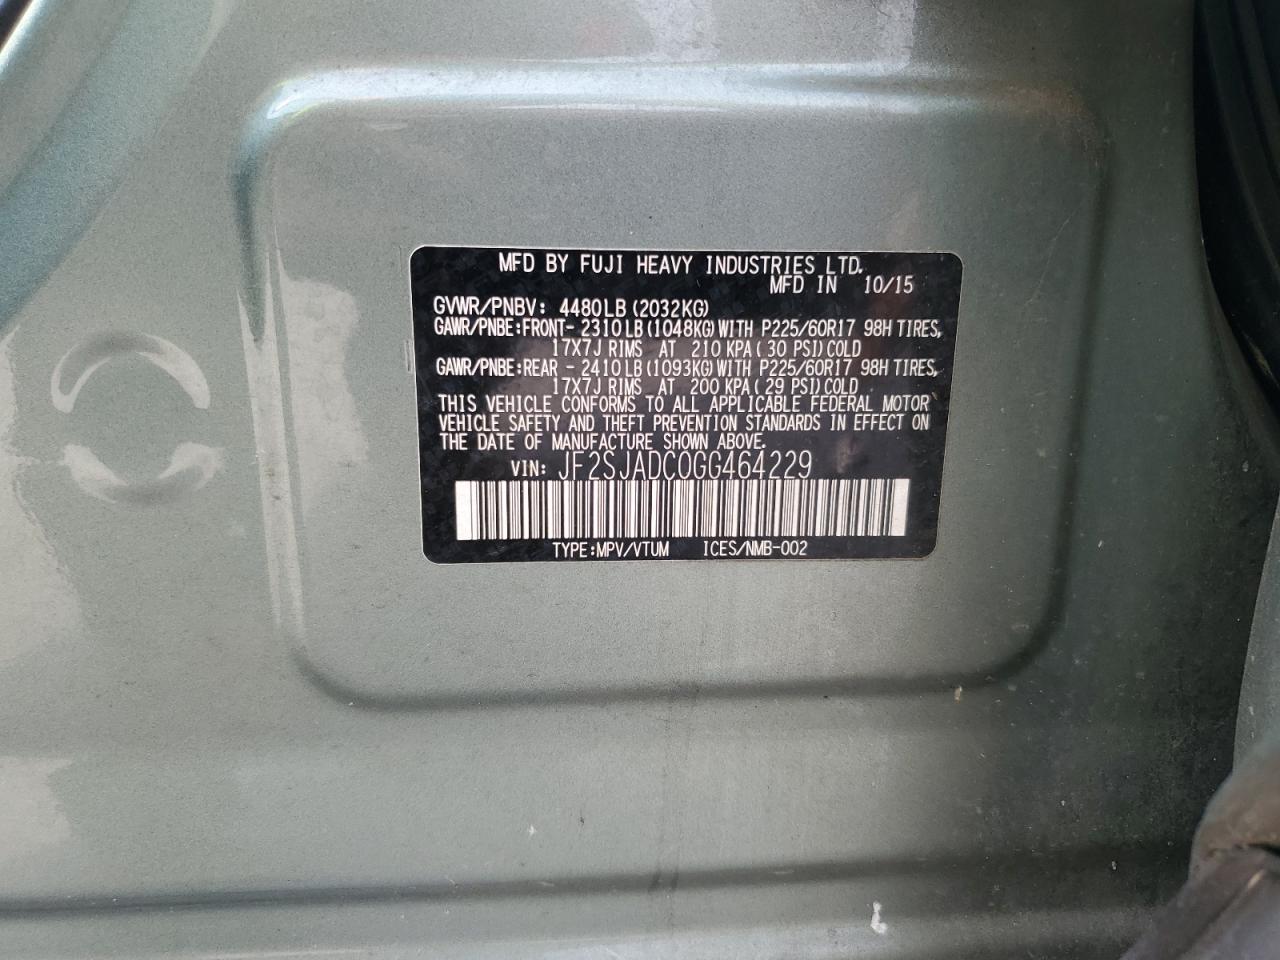 MFD BY FUJI HEAVY INDUSTRIES LTD.
MFD IN 10/15
GVWR/PNBV: 4480LB (2032KG)
GAWR/PNBE:FRONT- 2310 LB (1048KG) WITH P225/60R17 98H TIRES,
17X7J RIMS AT 210 KPA ( 30 PSI) COLD
GAWR/PNBE:REAR - 2410 LB (1093KG) WITH P225/60R17 98H TIRES,
17X7J RIMS AT 200 KPA ( 29 PSI) COLD
THIS VEHICLE CONFORMS TO ALL APPLICABLE FEDERAL MOTOR
VEHICLE SAFETY AND THEFT PREVENTION STANDARDS IN EFFECT ON
THE DATE OF MANUFACTURE SHOWN ABOVE.
VIN: JF2SJADC0GG464229
TYPE:MPV/VTUM ICES/NMB-002